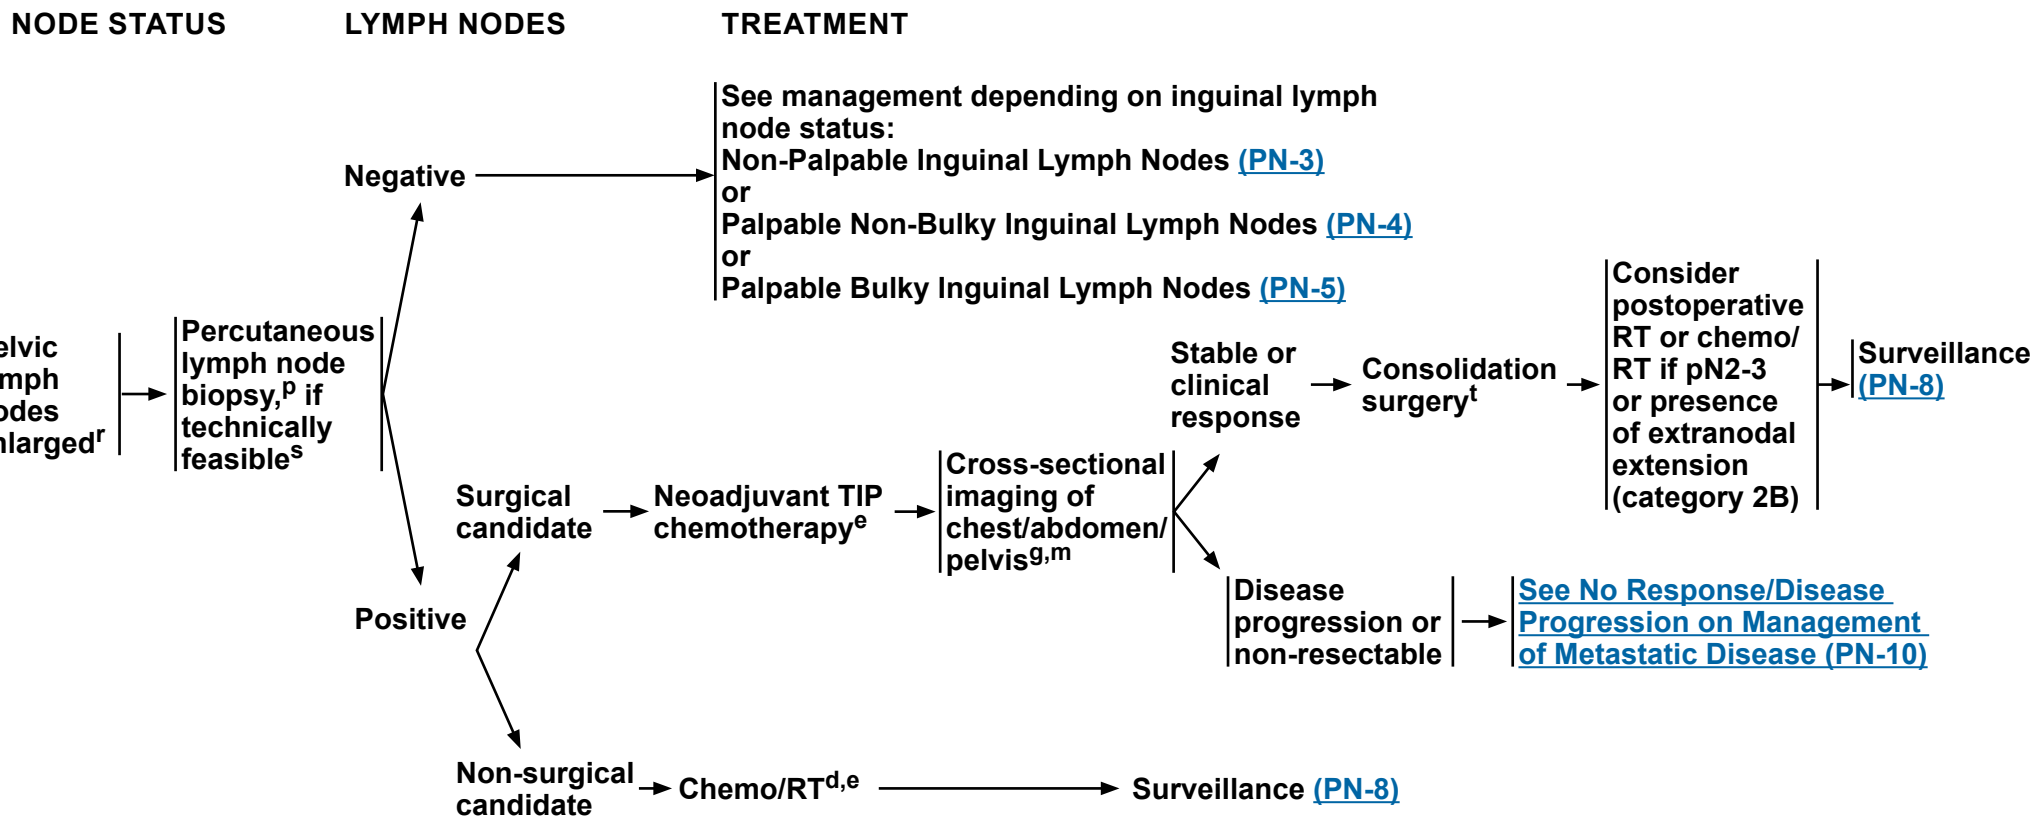 NODE STATUS
LYMPH NODES
TREATMENT
See management depending on inguinal lymph
node status:
Non-Palpable Inguinal Lymph Nodes (PN-3)
or
Palpable Non-Bulky Inguinal Lymph Nodes (PN-4)
or
Palpable Bulky Inguinal Lymph Nodes (PN-5)
Negative
elvic
mph
odes
nlargedr
Percutaneous
lymph node
biopsy,p if
technically
feasibles
Positive
Surgical
candidate
Neoadjuvant TIP
chemotherapye
Cross-sectional
imaging of
chest/abdomen/
pelvisg,m
Stable or
clinical
response
Consolidation
surgeryt
Consider
postoperative
RT or chemo/
RT if pN2-3
or presence
of extranodal
extension
(category 2B)
Surveillance
(PN-8)
Disease
progression or
non-resectable
See No Response/Disease
Progression on Management
of Metastatic Disease (PN-10)
Non-surgical
candidate
Chemo/RTd,e
Surveillance (PN-8)